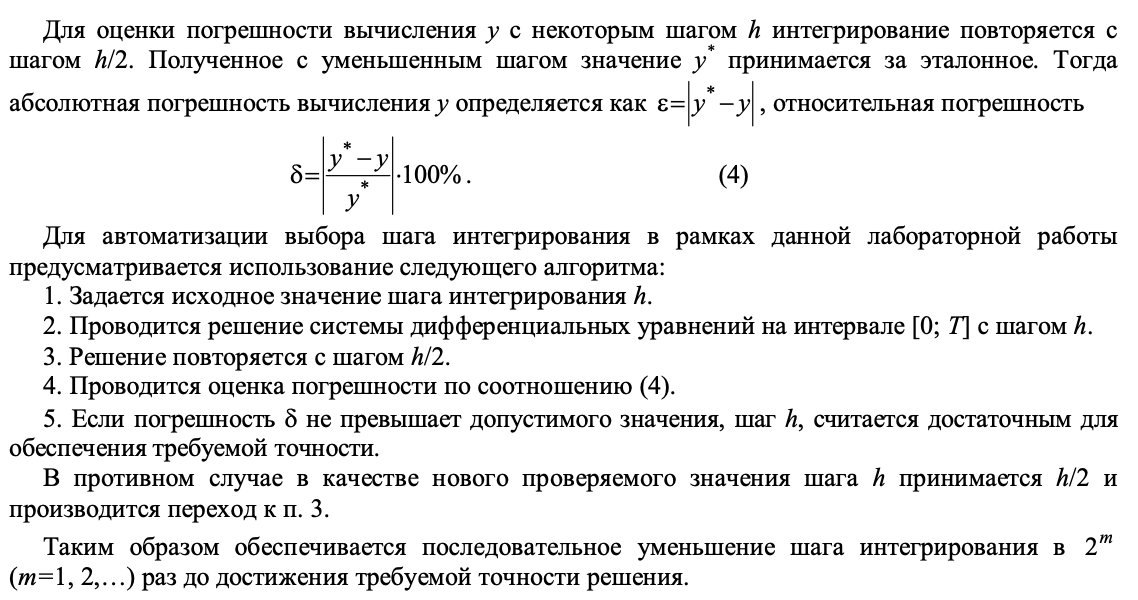 Для оценки погрешности вычисления y с некоторым шагом h интегрирование повторяется с
шагом h/2. Полученное с уменьшенным шагом значение y* принимается за эталонное. Тогда
абсолютная погрешность вычисления y определяется как ε=|y* − y|, относительная погрешность
δ=|(y* − y)/y*|·100%. (4)
Для автоматизации выбора шага интегрирования в рамках данной лабораторной работы
предусматривается использование следующего алгоритма:
1. Задается исходное значение шага интегрирования h.
2. Проводится решение системы дифференциальных уравнений на интервале [0; T] с шагом h.
3. Решение повторяется с шагом h/2.
4. Проводится оценка погрешности по соотношению (4).
5. Если погрешность δ не превышает допустимого значения, шаг h, считается достаточным для
обеспечения требуемой точности.
В противном случае в качестве нового проверяемого значения шага h принимается h/2 и
производится переход к п. 3.
Таким образом обеспечивается последовательное уменьшение шага интегрирования в 2^m
(m=1, 2,…) раз до достижения требуемой точности решения.